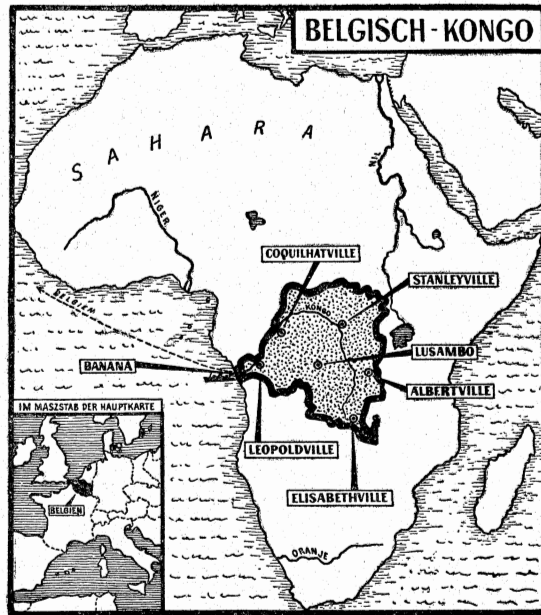 BELGISCH-KONGO
SAHARA
NIL
NIGER
COQUILHATVILLE
STANLEYVILLE
BELGIEN
BANANA
LUSAMBO
ALBERTVILLE
IM MASZSTAB DER HAUPTKARTE
LEOPOLDVILLE
BELGIEN
ELISABETHVILLE
ORANJE